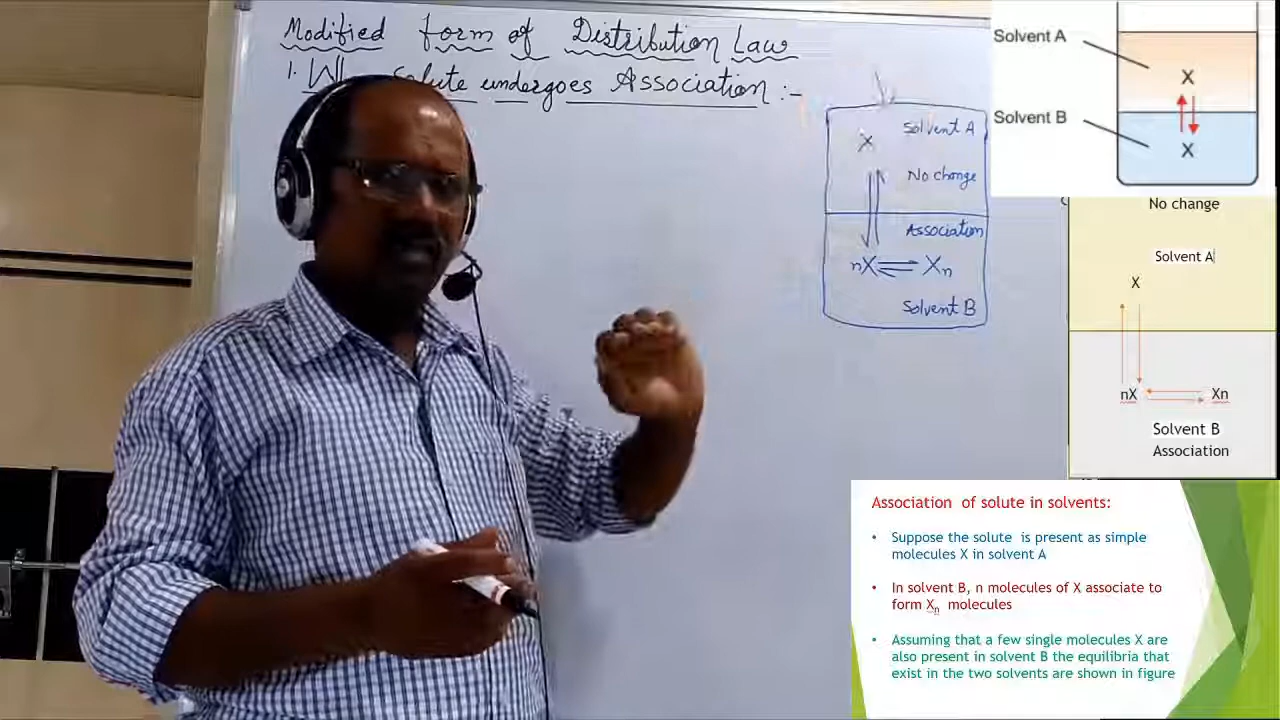 Modified form of Distribution Law
1. Solute undergoes Association :-
Solvent A
X
No change
Association
nX ⇌ Xn
Solvent B
Solvent A
X
Solvent B
X
No change
Solvent A
X
nX Xn
Solvent B
Association
Association of solute in solvents:
• Suppose the solute is present as simple
molecules X in solvent A
• In solvent B, n molecules of X associate to
form Xn molecules
• Assuming that a few single molecules X are
also present in solvent B the equilibria that
exist in the two solvents are shown in figure